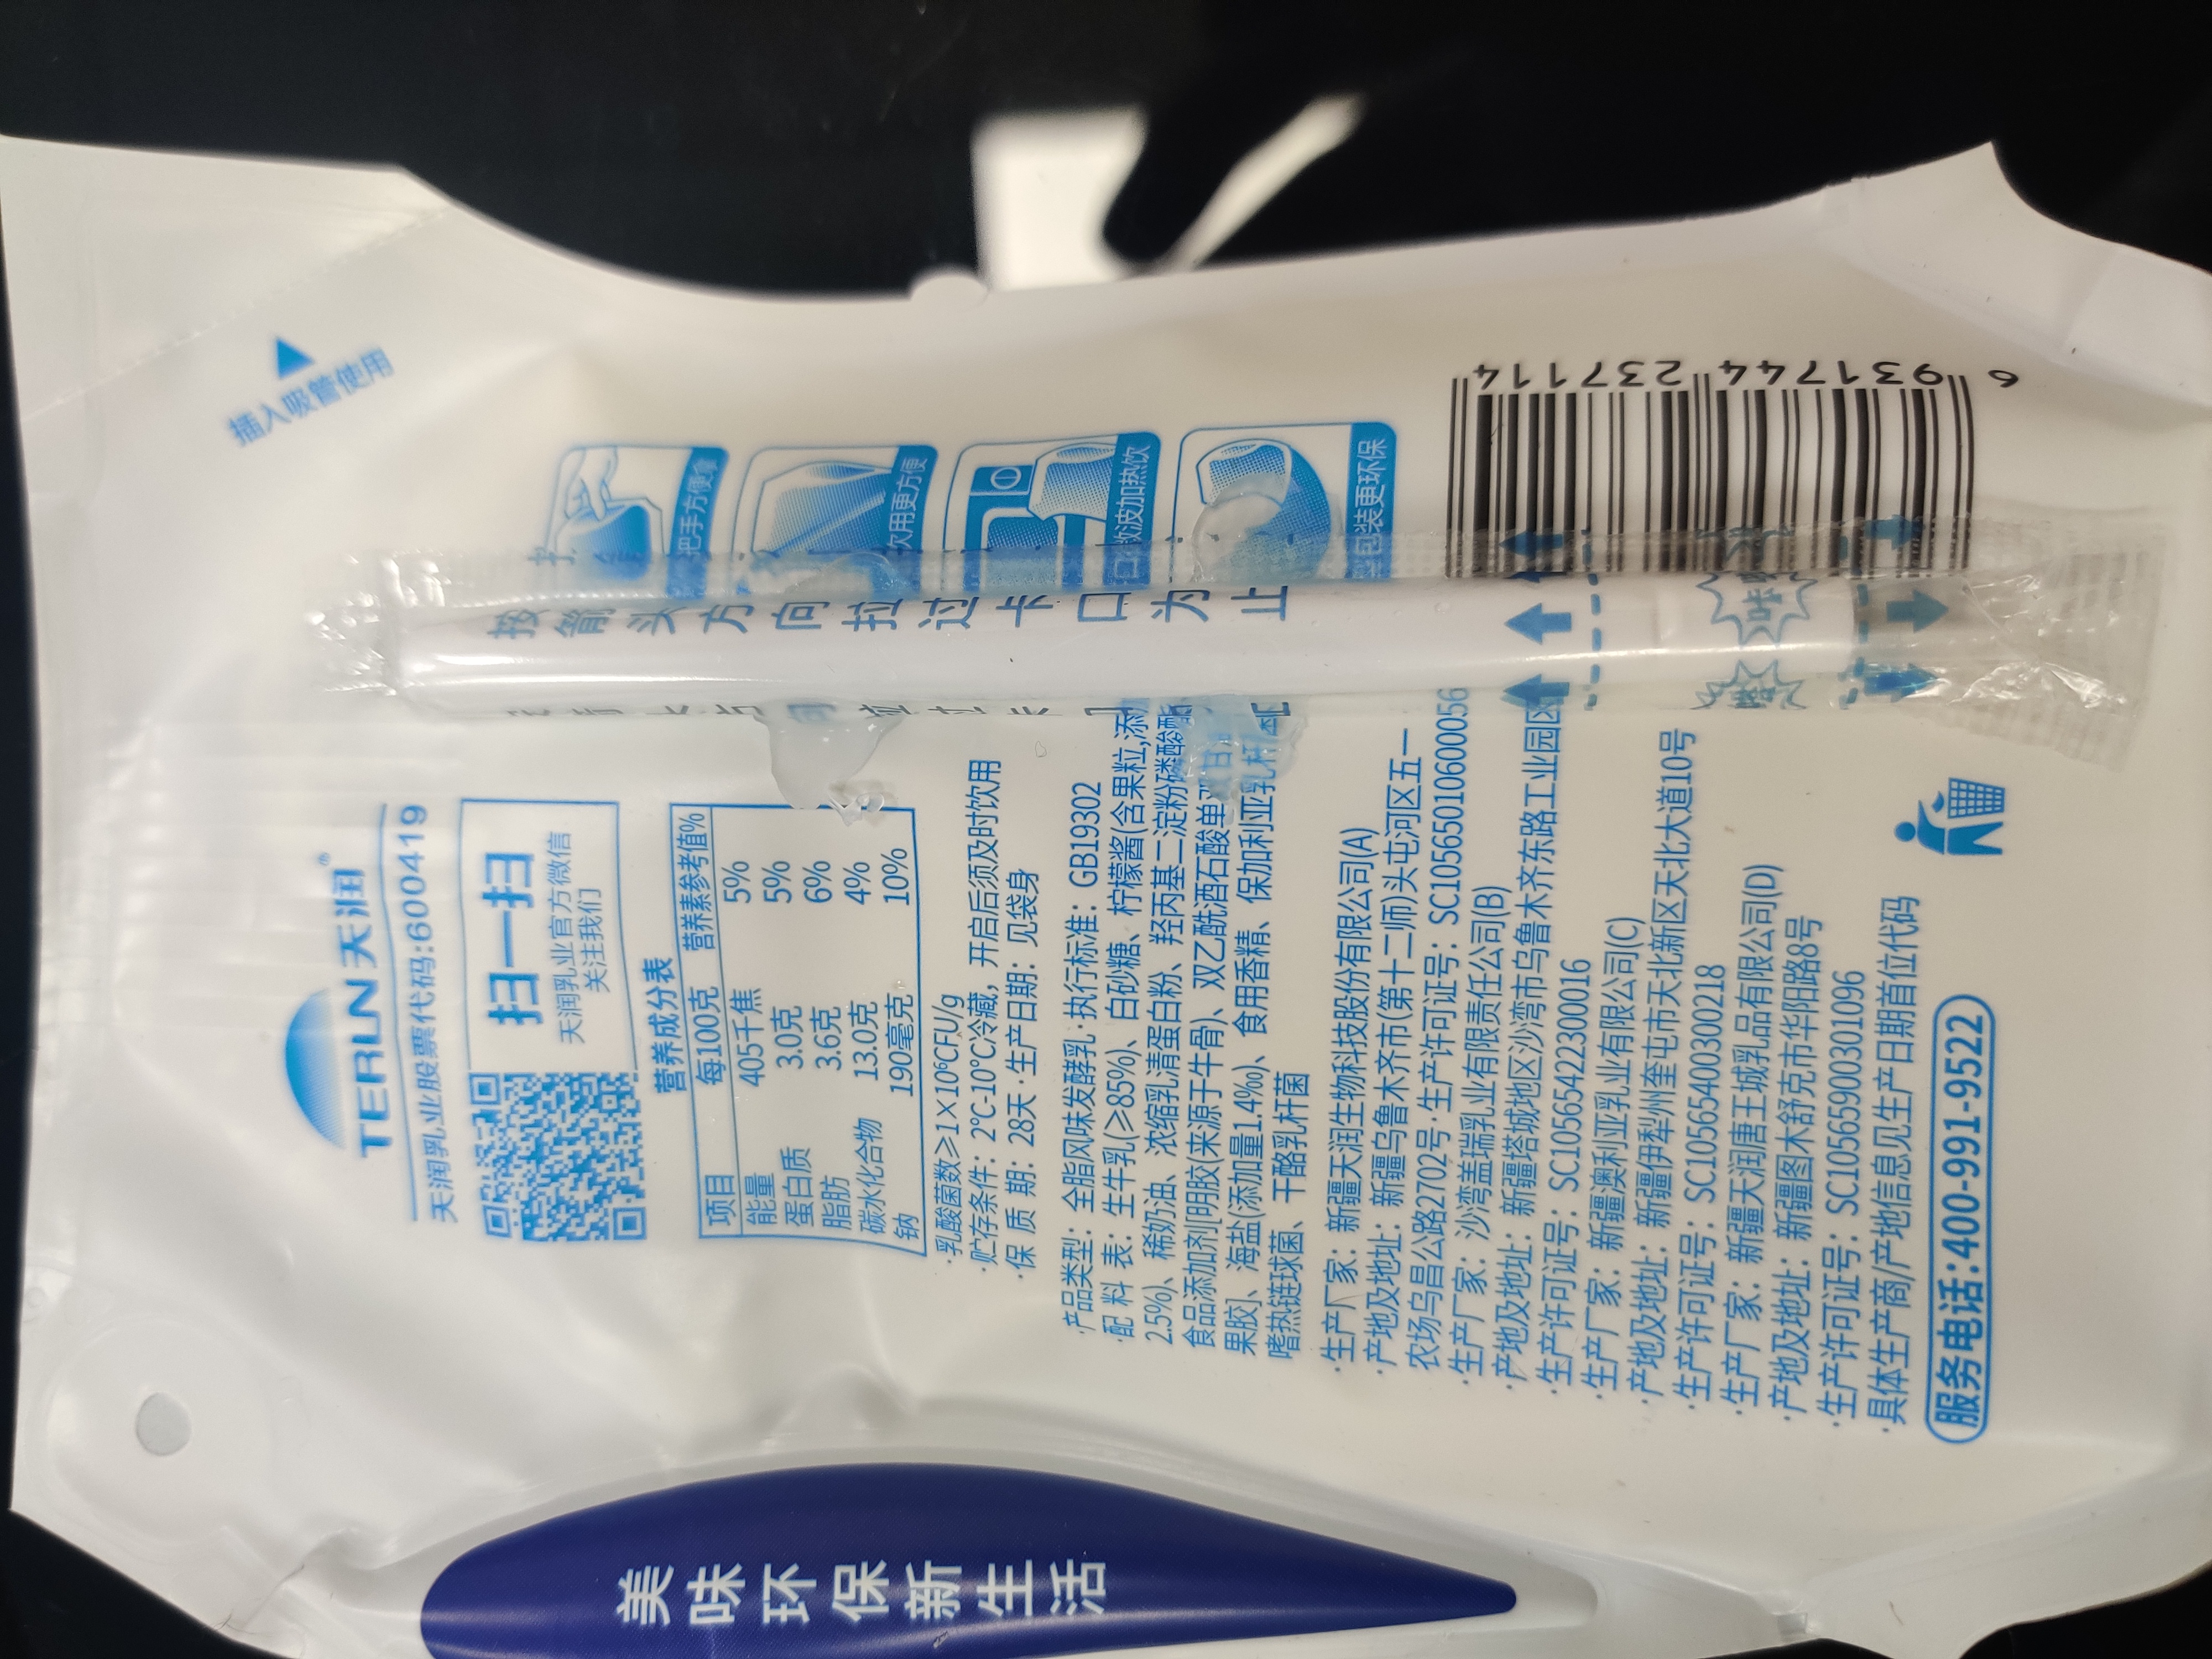 插入吸管使用
TERUN天润®
天润乳业股票代码:600419
扫一扫
天润乳业官方微信
关注我们
营养成分表
项目 每100克 营养素参考值%
能量 405千焦 5%
蛋白质 3.0克 5%
脂肪 3.6克 6%
碳水化合物 13.0克 4%
钠 190毫克 10%
·乳酸菌数≥1×10⁶CFU/g
·贮存条件：2℃-10℃冷藏，开启后须及时饮用
·保 质 期：28天·生产日期：见袋身
·产品类型：全脂风味发酵乳·执行标准：GB19302
·配 料 表：生牛乳(≥85%)、白砂糖、柠檬酱(含果粒,添
2.5%)、稀奶油、浓缩乳清蛋白粉、羟丙基二淀粉磷酸酯
食品添加剂[明胶(来源于牛骨)、双乙酰酒石酸单双甘
果胶]、海盐(添加量1.4‰)、食用香精、保加利亚乳杆菌
嗜热链球菌、干酪乳杆菌
·生产厂家：新疆天润生物科技股份有限公司(A)
·产地及地址：新疆乌鲁木齐市(第十二师)头屯河区五一
农场乌昌公路2702号·生产许可证号：SC10565010600056
·生产厂家：沙湾盖瑞乳业有限责任公司(B)
·产地及地址：新疆塔城地区沙湾市乌鲁木齐东路工业园区
·生产许可证号：SC10565422300016
·生产厂家：新疆澳利亚乳业有限公司(C)
·产地及地址：新疆伊犁州奎屯市天北新区天北大道10号
·生产许可证号：SC10565400300218
·生产厂家：新疆天润唐王城乳品有限公司(D)
·产地及地址：新疆图木舒克市华阳路8号
·生产许可证号：SC10565900301096
·具体生产商/产地信息见生产日期首位代码
服务电话:400-991-9522
按箭头方向拉过卡口为止
把手方便拿
饮用更方便
微波加热饮
包装更环保
6 931744 237114
美味环保新生活